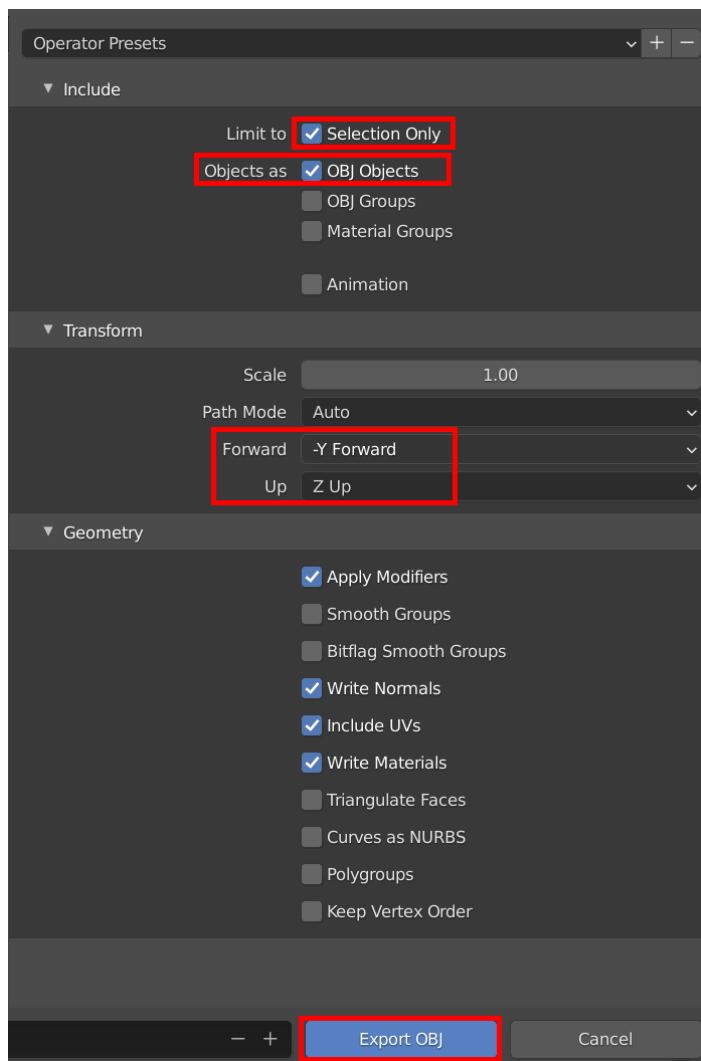 Operator Presets
Include
Limit to Selection Only
Objects as OBJ Objects
OBJ Groups
Material Groups
Animation
Transform
Scale 1.00
Path Mode Auto
Forward -Y Forward
Up Z Up
Geometry
Apply Modifiers
Smooth Groups
Bitflag Smooth Groups
Write Normals
Include UVs
Write Materials
Triangulate Faces
Curves as NURBS
Polygroups
Keep Vertex Order
Export OBJ Cancel